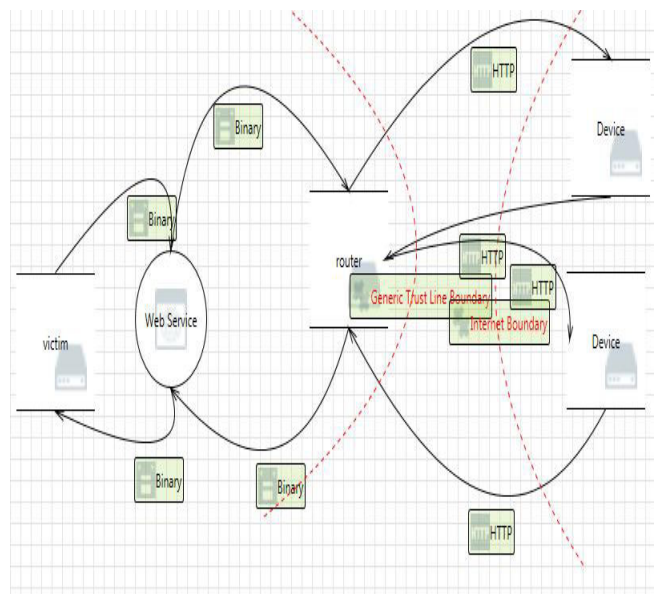 HTTP
Binary
Device
Binary
router
HTTP
HTTP
Generic Trust Line Boundary
Internet Boundary
Web Service
victim
Device
Binary
Binary
HTTP